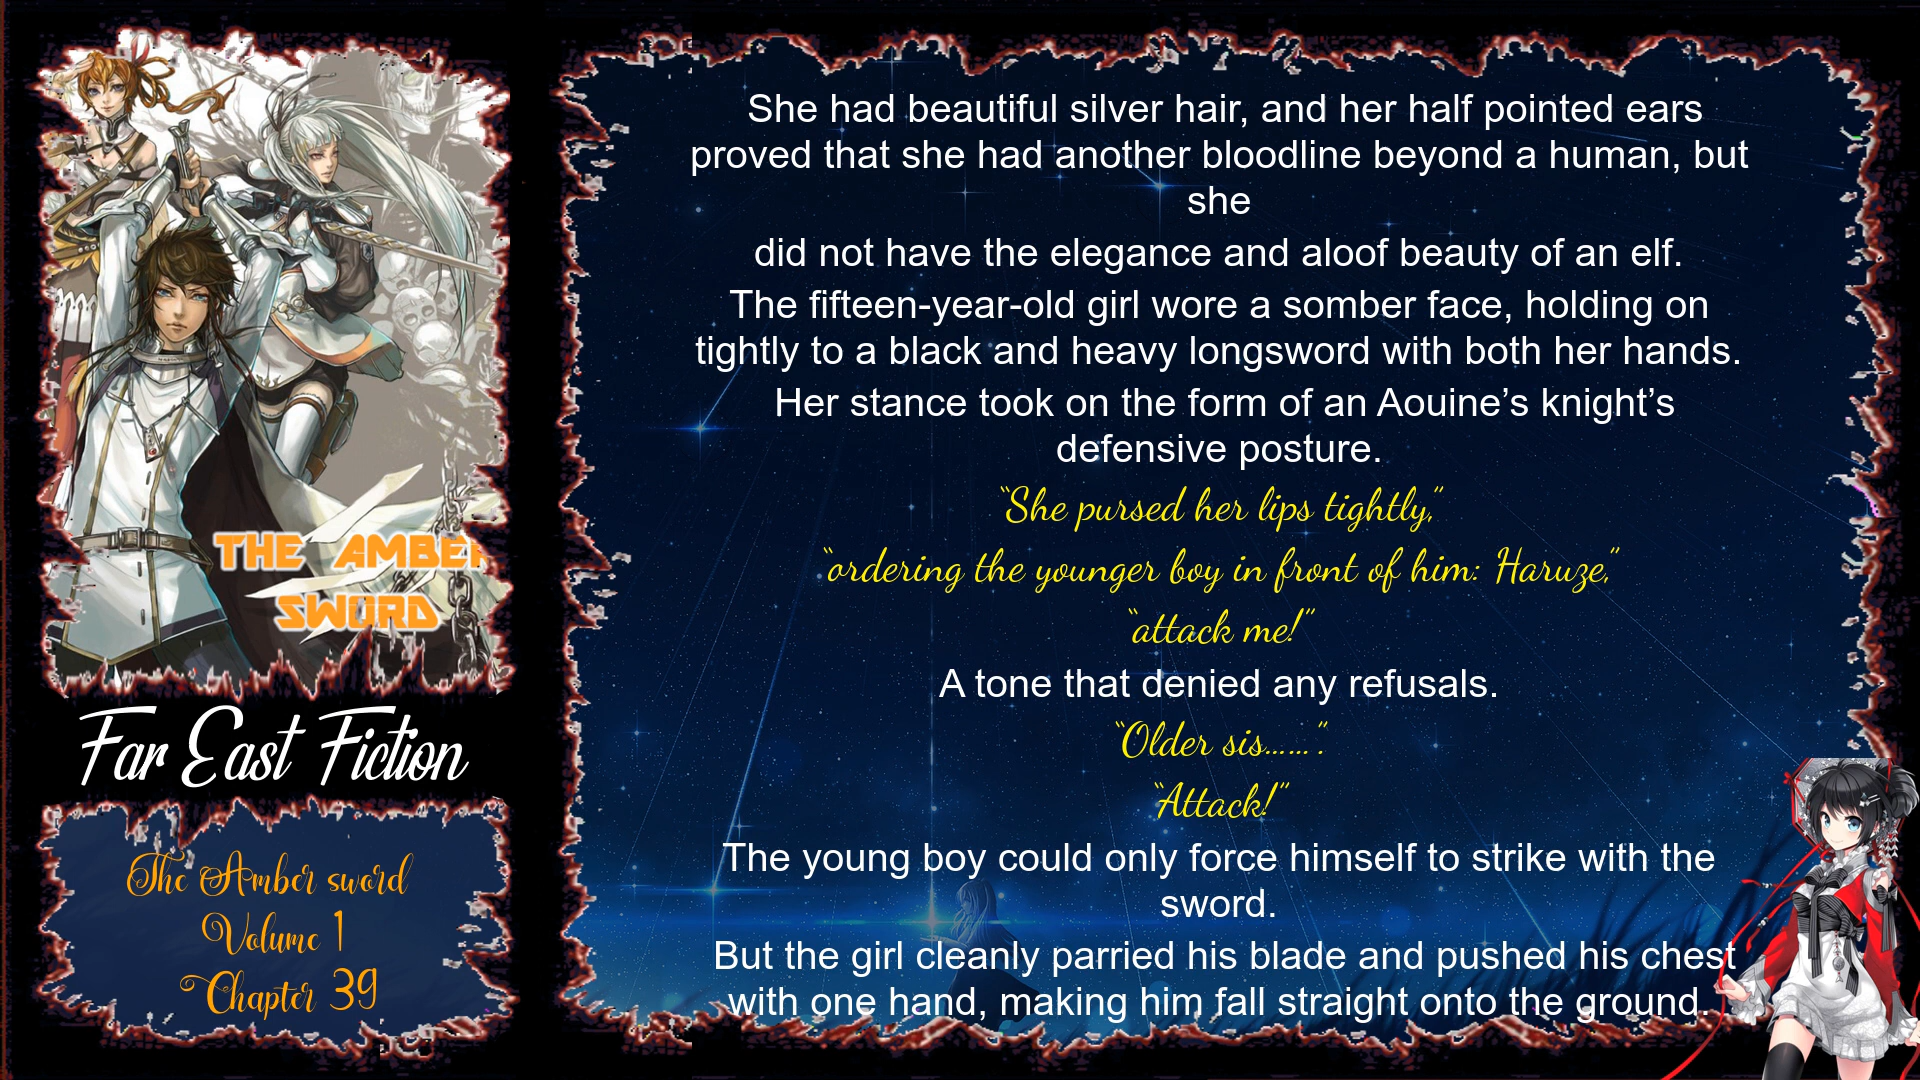 THE AMBER
SWORD
Far East Fiction
The Amber sword
Volume 1
Chapter 39
She had beautiful silver hair, and her half pointed ears
proved that she had another bloodline beyond a human, but
she
did not have the elegance and aloof beauty of an elf.
The fifteen-year-old girl wore a somber face, holding on
tightly to a black and heavy longsword with both her hands.
Her stance took on the form of an Aouine’s knight’s
defensive posture.
“She pursed her lips tightly,”
“ordering the younger boy in front of him: Haruze,”
“attack me!”
A tone that denied any refusals.
“Older sis……”.
“Attack!”
The young boy could only force himself to strike with the
sword.
But the girl cleanly parried his blade and pushed his chest
with one hand, making him fall straight onto the ground.